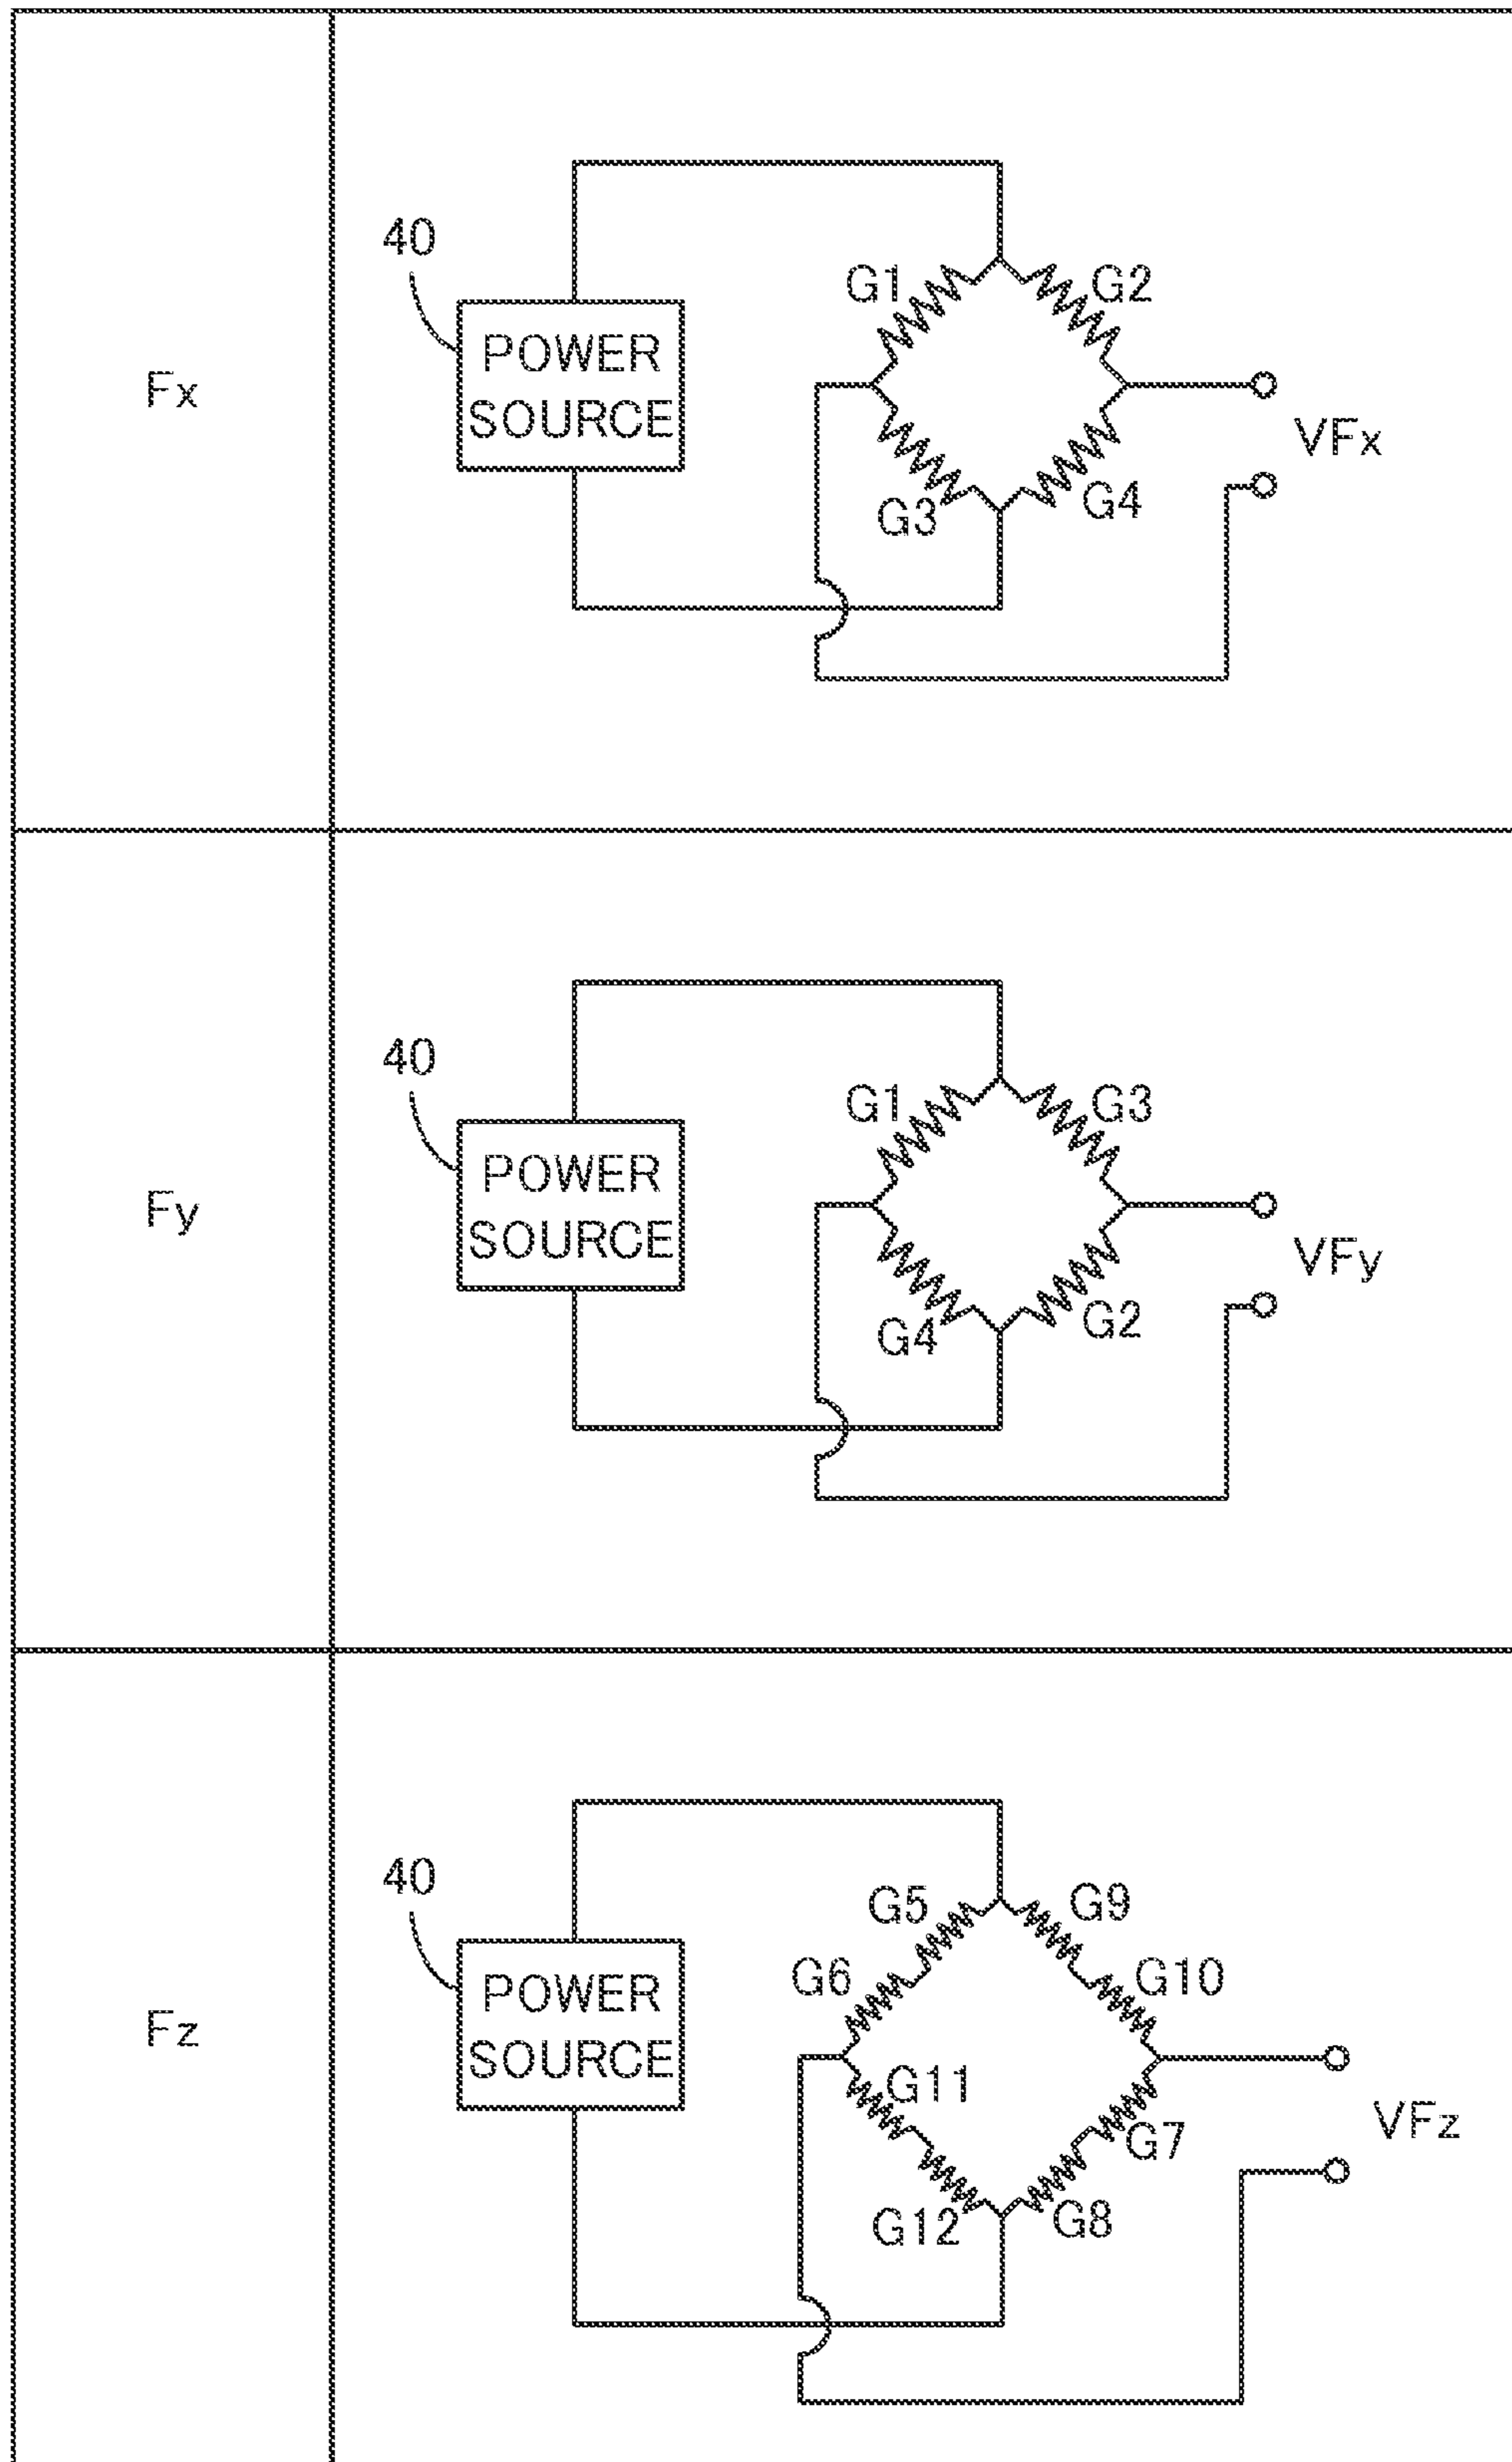 Fx
40
POWER
SOURCE
G1
G2
G3
G4
VFx
Fy
40
POWER
SOURCE
G1
G3
G4
G2
VFy
Fz
40
POWER
SOURCE
G5
G9
G6
G10
G11
G7
G12
G8
VFz